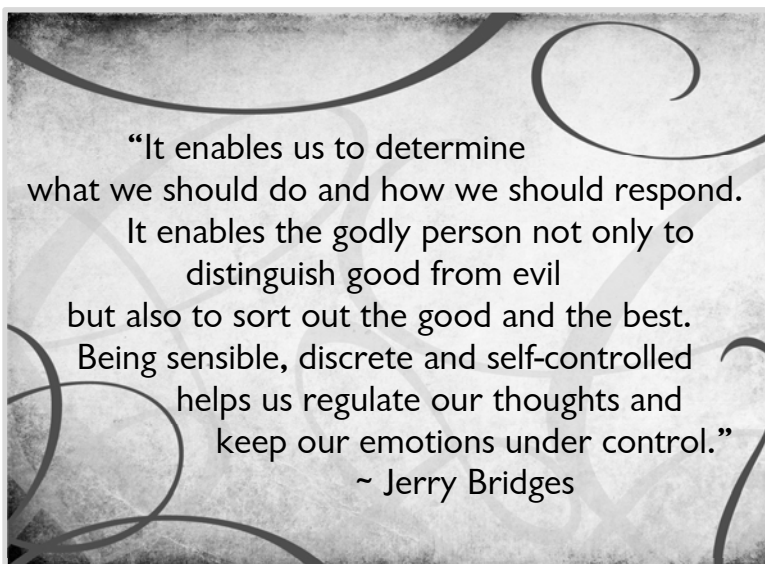 “It enables us to determine
what we should do and how we should respond.
It enables the godly person not only to
distinguish good from evil
but also to sort out the good and the best.
Being sensible, discrete and self-controlled
helps us regulate our thoughts and
keep our emotions under control.”
~ Jerry Bridges